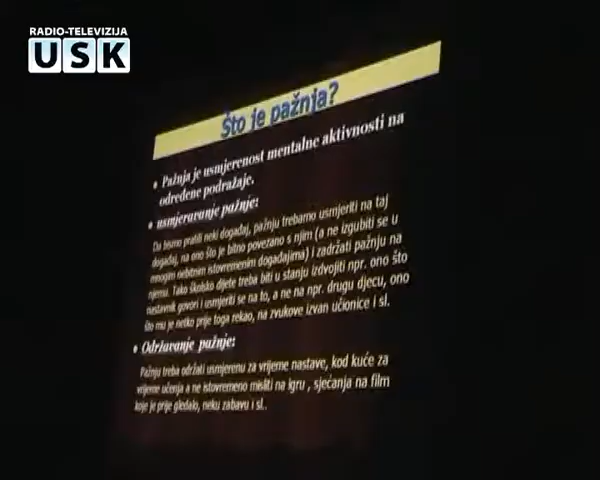 RADIO-TELEVIZIJA
USK
Što je pažnja?
• Pažnja je usmjerenost mentalne aktivnosti na
određene podražaje.
• usmjeravanje pažnje:
Da bismo pratili neki događaj, pažnju trebamo usmjeriti na taj
događaj, na ono što je bitno povezano s njim (a ne izgubiti se u
mnogim nebitnim istovremenim događajima) i zadržati pažnju na
njemu. Tako školsko dijete treba biti u stanju izdvojiti npr. ono što
nastavnik govori i usmjeriti se na to, a ne na npr. drugu djecu, ono
što mu je netko prije toga rekao, na zvukove izvan učionice i sl.
• Održavanje pažnje:
Pažnju treba održati usmjerenu za vrijeme nastave, kod kuće za
vrijeme učenja a ne istovremeno misliti na igru , sjećanja na film
koje je prije gledalo, neku zabavu i sl..